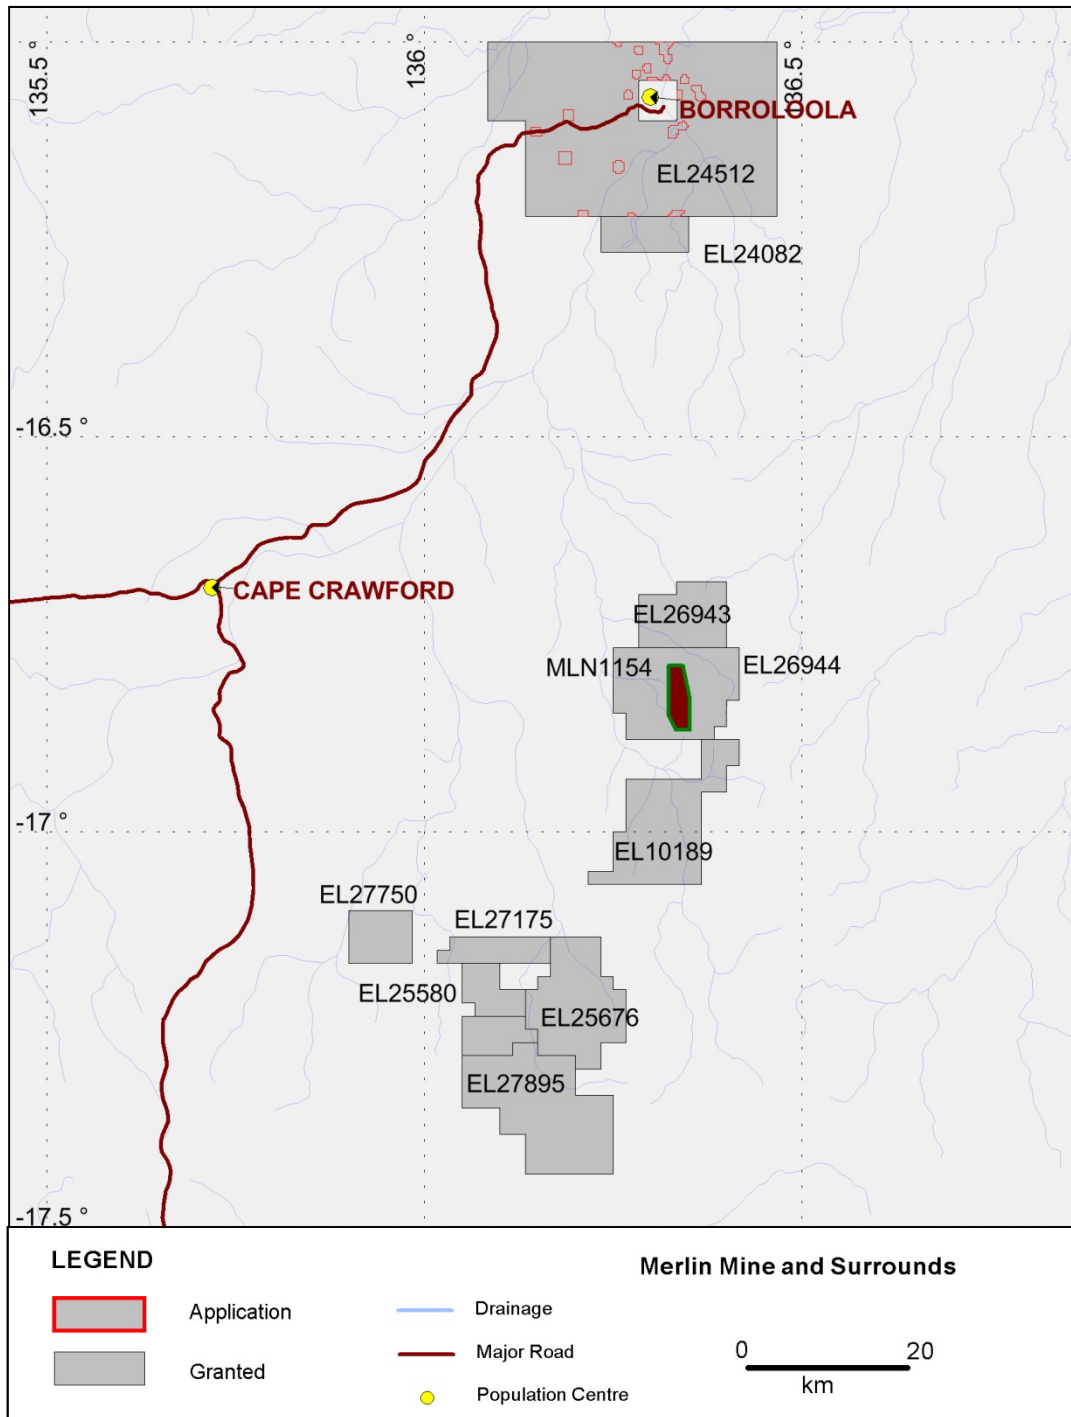 135.5 °
136 °
136.5 °
BORROLOOLA
EL24512
EL24082
-16.5 °
CAPE CRAWFORD
EL26943
MLN1154
EL26944
-17 °
EL10189
EL27750
EL27175
EL25580
EL25676
EL27895
-17.5 °
LEGEND
Merlin Mine and Surrounds
Application
Granted
Drainage
Major Road
Population Centre
0 20
km